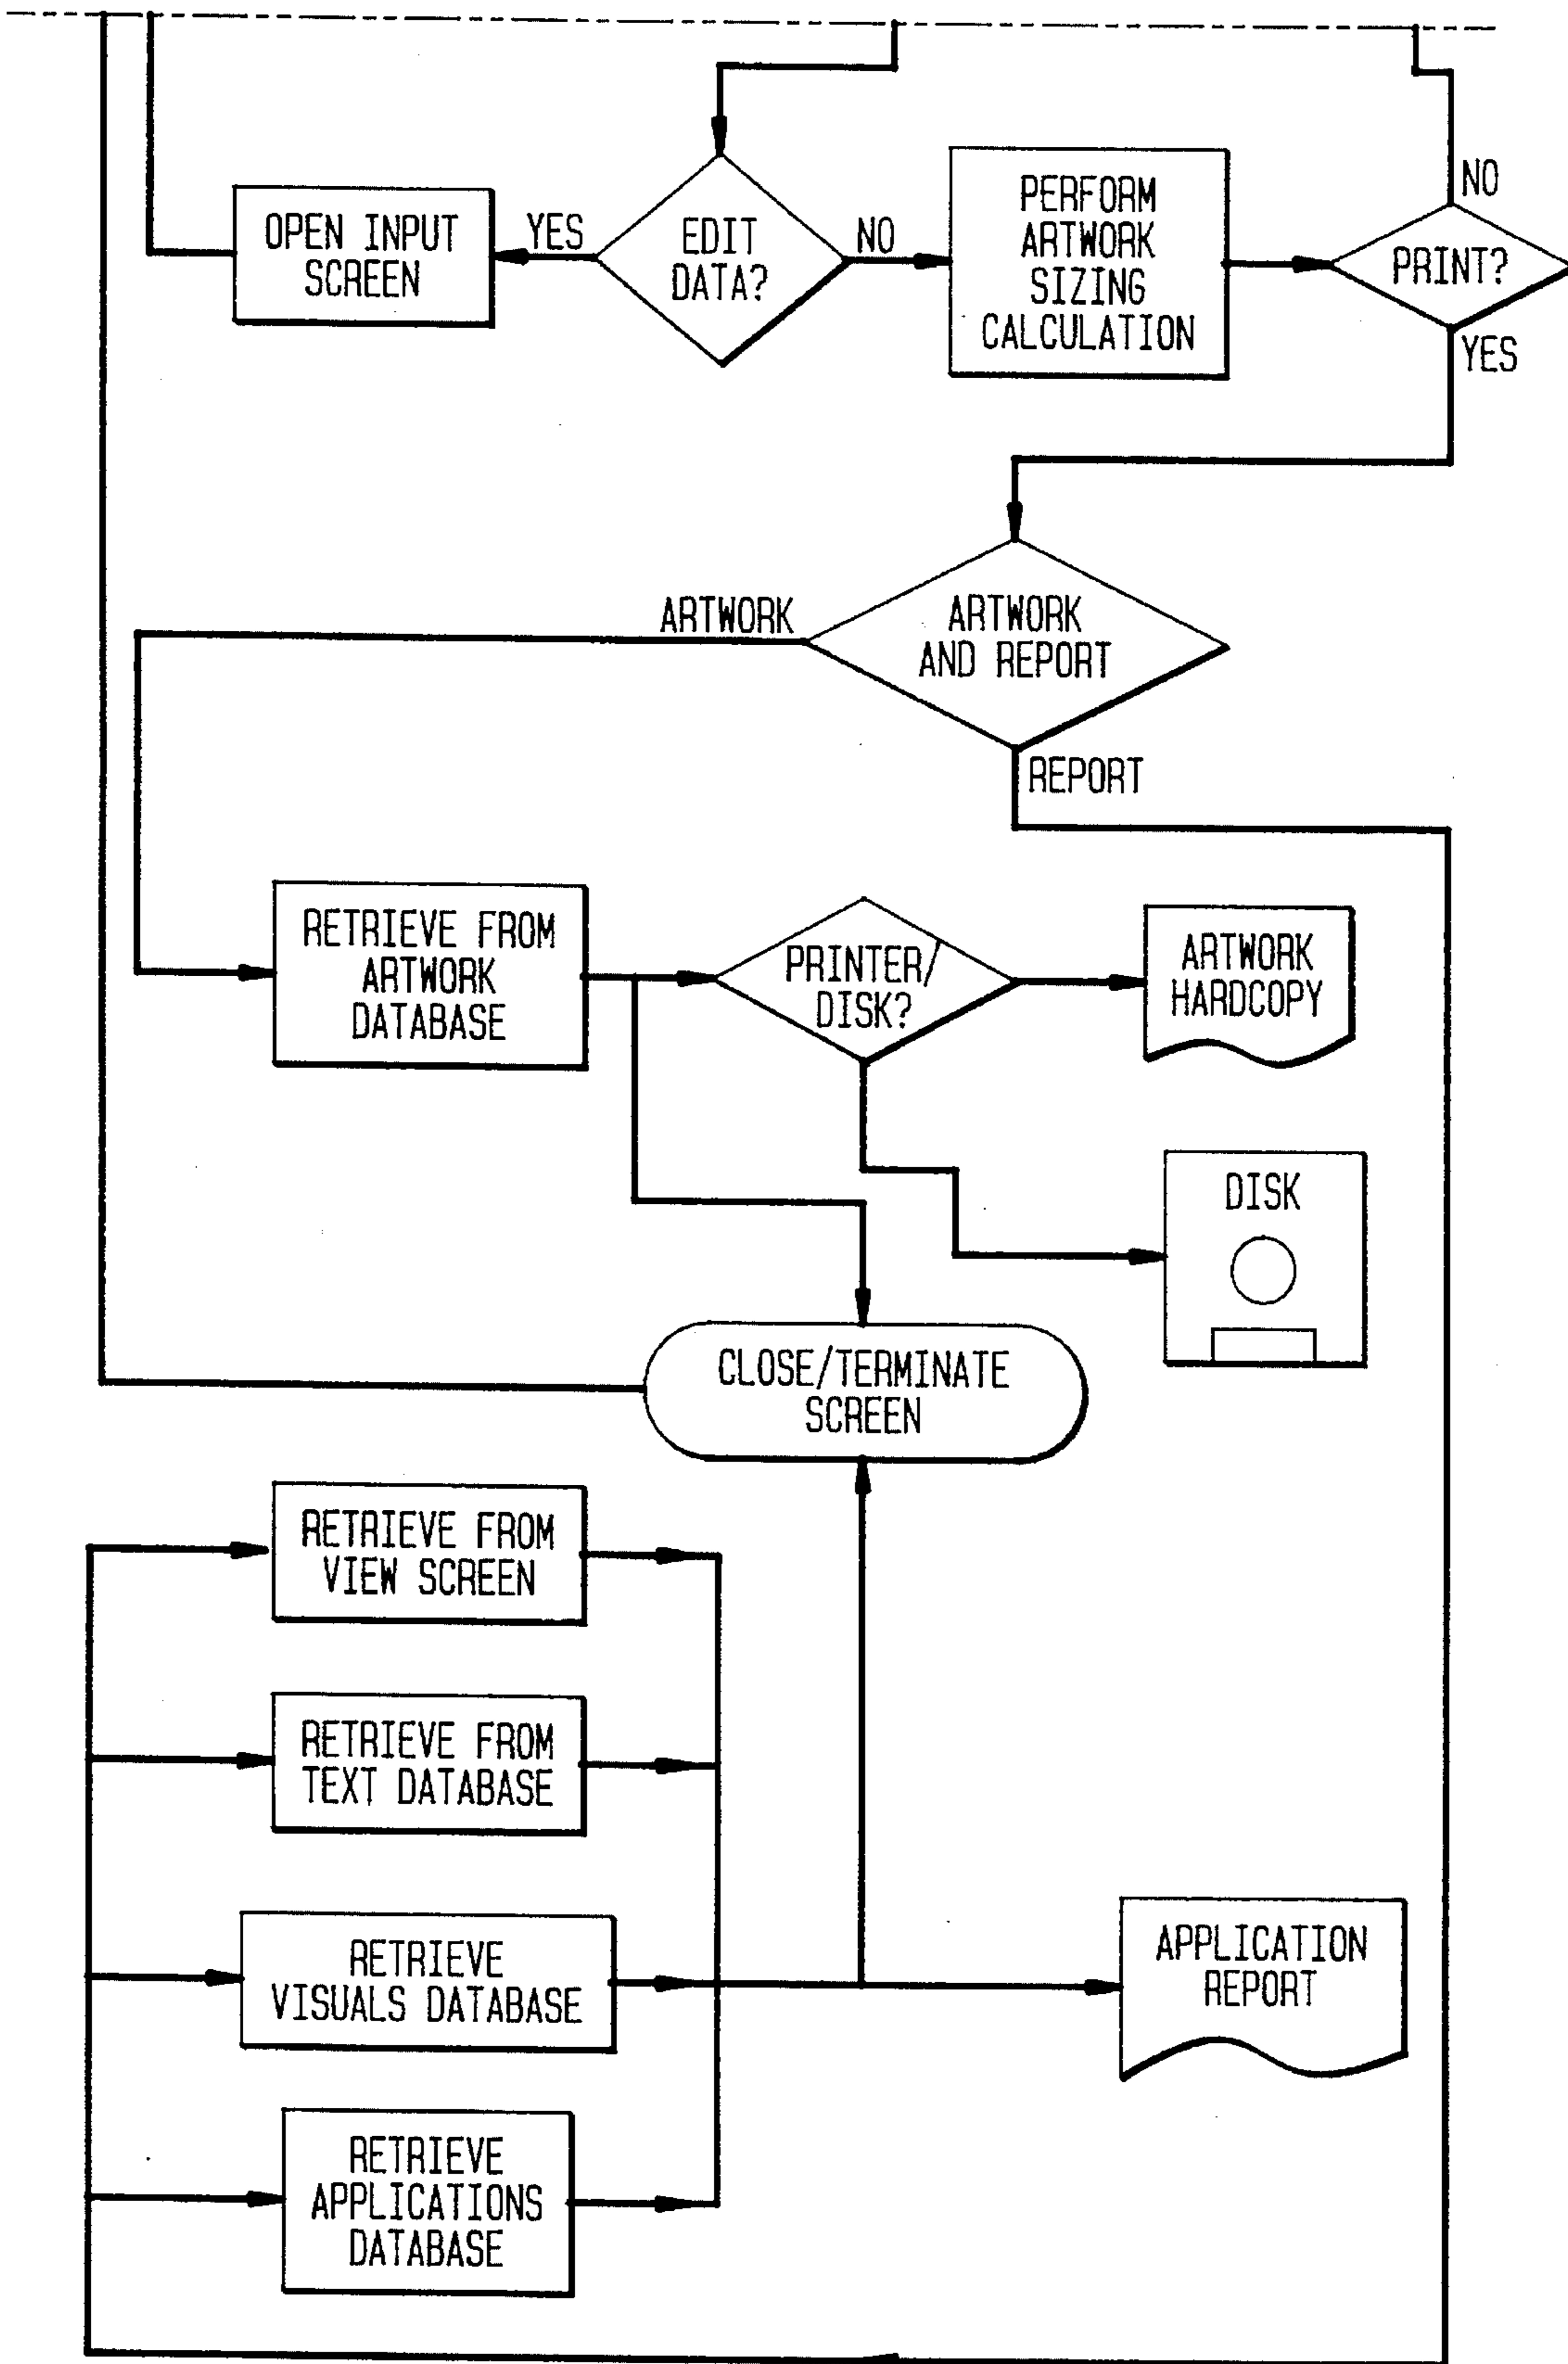 OPEN INPUT
SCREEN
YES
EDIT
DATA?
NO
PERFORM
ARTWORK
SIZING
CALCULATION
NO
PRINT?
YES
ARTWORK
ARTWORK
AND REPORT
REPORT
RETRIEVE FROM
ARTWORK
DATABASE
PRINTER/
DISK?
ARTWORK
HARDCOPY
DISK
CLOSE/TERMINATE
SCREEN
RETRIEVE FROM
VIEW SCREEN
RETRIEVE FROM
TEXT DATABASE
RETRIEVE
VISUALS DATABASE
APPLICATION
REPORT
RETRIEVE
APPLICATIONS
DATABASE